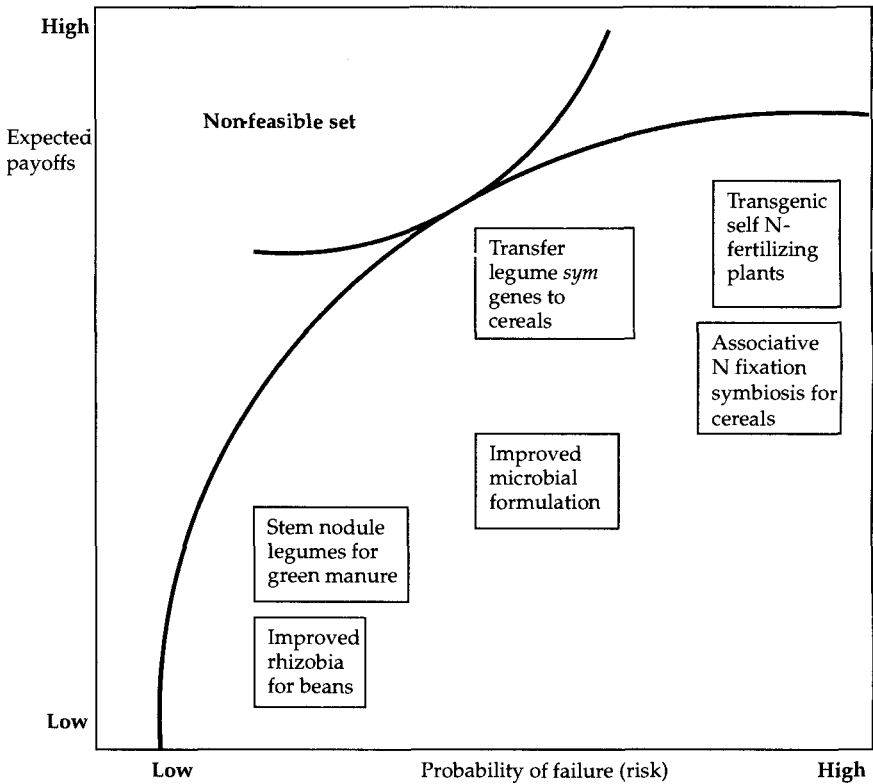 High
Expected
payoffs
Non-feasible set
Transgenic
self N-
fertilizing
plants
Transfer
legume sym
genes to
cereals
Associative
N fixation
symbiosis for
cereals
Improved
microbial
formulation
Stem nodule
legumes for
green manure
Improved
rhizobia
for beans
Low
Low
Probability of failure (risk)
High